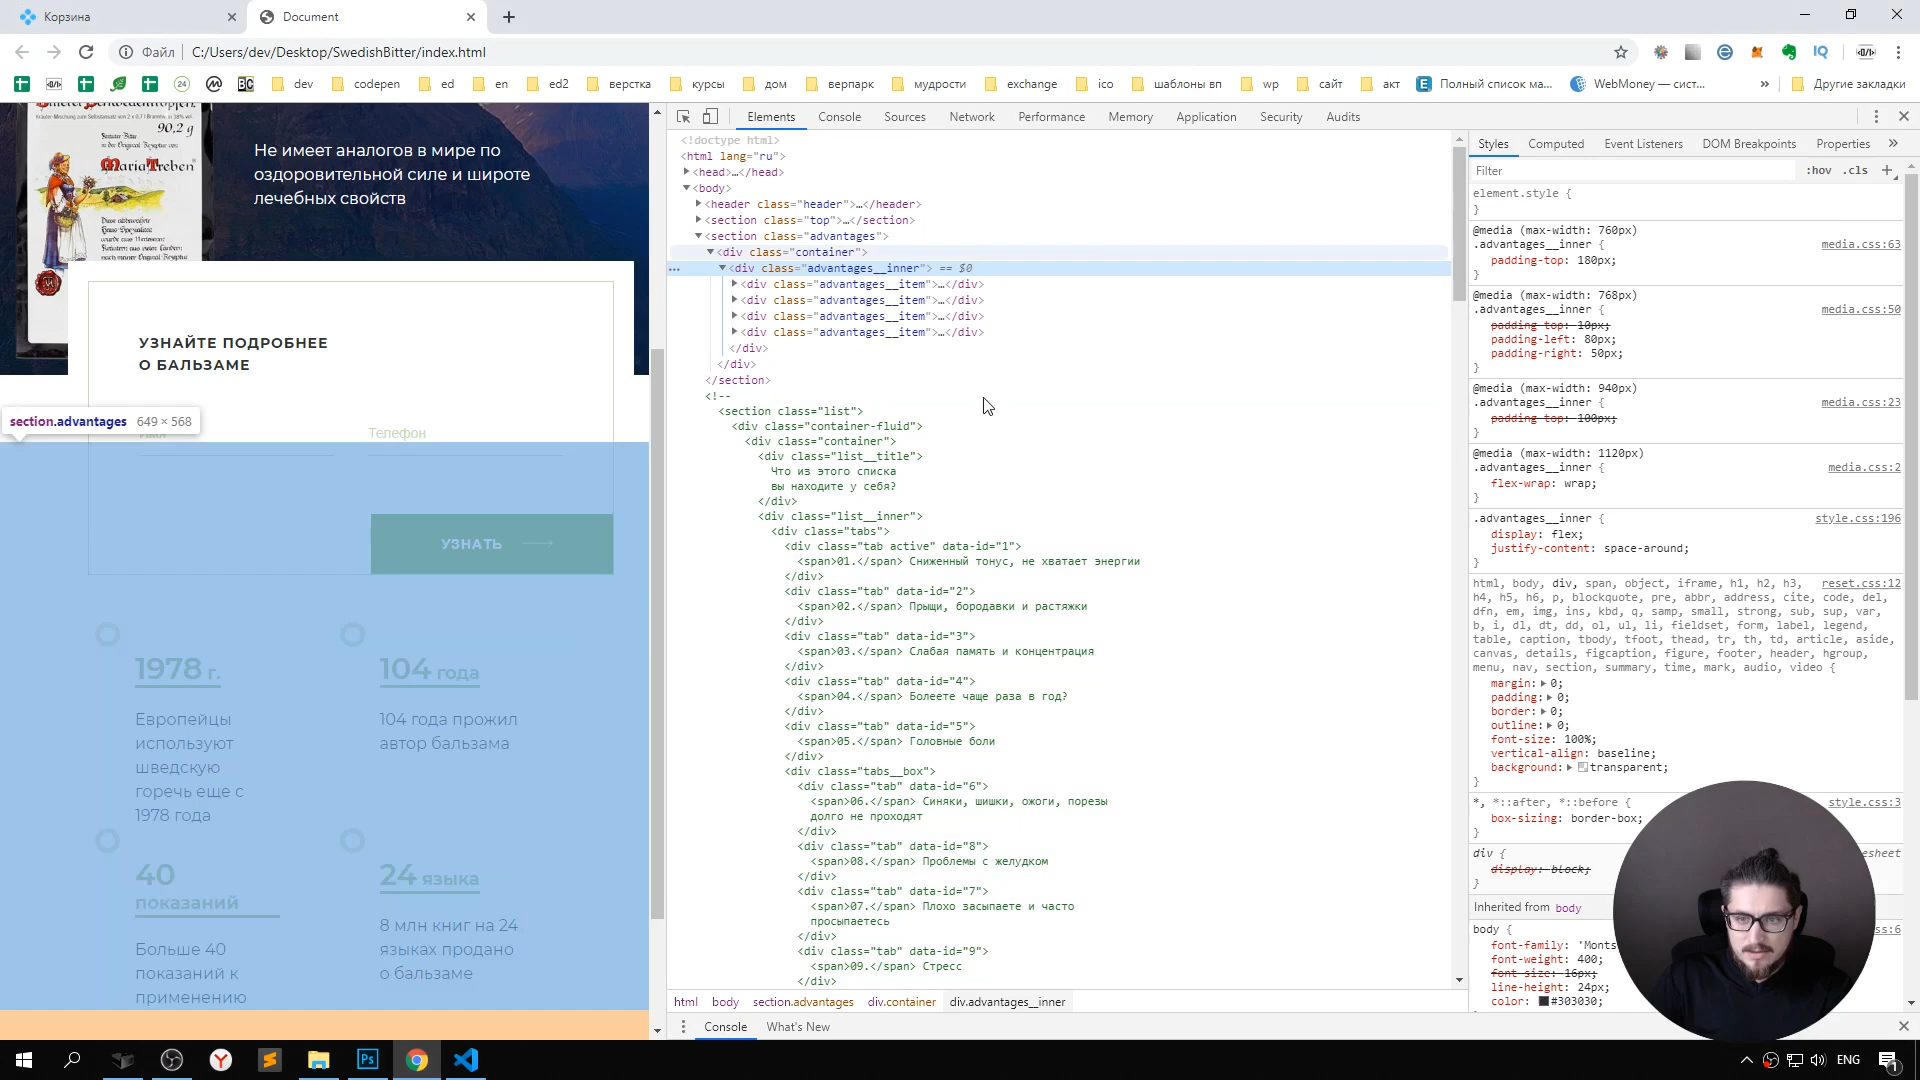 Корзина
Document
Файл
C:/Users/dev/Desktop/SwedishBitter/index.html
dev
codepen
ed
en
ed2
верстка
курсы
дом
верпарк
мудрости
exchange
ico
шаблоны вп
wp
сайт
акт
Полный список ма...
WebMoney — сист...
»
Другие закладки
90,2 g
Maria Treben
Не имеет аналогов в мире по
оздоровительной силе и широте
лечебных свойств
УЗНАЙТЕ ПОДРОБНЕЕ
О БАЛЬЗАМЕ
section.advantages 649 × 568
Телефон
УЗНАТЬ
1978 г.
Европейцы
используют
шведскую
горечь еще с
1978 года
104 года
104 года прожил
автор бальзама
40
показаний
Больше 40
показаний к
применению
24 языка
8 млн книг на 24
языках продано
о бальзаме
Elements
Console
Sources
Network
Performance
Memory
Application
Security
Audits
<!doctype html>
<html lang="ru">
<head>…</head>
<body>
<header class="header">…</header>
<section class="top">…</section>
<section class="advantages">
<div class="container">
<div class="advantages__inner"> == $0
<div class="advantages__item">…</div>
<div class="advantages__item">…</div>
<div class="advantages__item">…</div>
<div class="advantages__item">…</div>
</div>
</div>
</section>
<!--
<section class="list">
<div class="container-fluid">
<div class="container">
<div class="list__title">
Что из этого списка
вы находите у себя?
</div>
<div class="list__inner">
<div class="tabs">
<div class="tab active" data-id="1">
<span>01.</span> Сниженный тонус, не хватает энергии
</div>
<div class="tab" data-id="2">
<span>02.</span> Прыщи, бородавки и растяжки
</div>
<div class="tab" data-id="3">
<span>03.</span> Слабая память и концентрация
</div>
<div class="tab" data-id="4">
<span>04.</span> Болеете чаще раза в год?
</div>
<div class="tab" data-id="5">
<span>05.</span> Головные боли
</div>
<div class="tabs__box">
<div class="tab" data-id="6">
<span>06.</span> Синяки, шишки, ожоги, порезы
долго не проходят
</div>
<div class="tab" data-id="8">
<span>08.</span> Проблемы с желудком
</div>
<div class="tab" data-id="7">
<span>07.</span> Плохо засыпаете и часто
просыпаетесь
</div>
<div class="tab" data-id="9">
<span>09.</span> Стресс
</div>
html
body
section.advantages
div.container
div.advantages__inner
Console
What's New
Styles
Computed
Event Listeners
DOM Breakpoints
Properties
»
Filter
:hov .cls +
element.style {
}
@media (max-width: 760px)
.advantages__inner { media.css:63
padding-top: 180px;
}
@media (max-width: 768px)
.advantages__inner { media.css:50
padding-top: 10px;
padding-left: 80px;
padding-right: 50px;
}
@media (max-width: 940px)
.advantages__inner { media.css:23
padding-top: 100px;
}
@media (max-width: 1120px)
.advantages__inner { media.css:2
flex-wrap: wrap;
}
.advantages__inner { style.css:196
display: flex;
justify-content: space-around;
}
html, body, div, span, object, iframe, h1, h2, h3, reset.css:12
h4, h5, h6, p, blockquote, pre, abbr, address, cite, code, del,
dfn, em, img, ins, kbd, q, samp, small, strong, sub, sup, var,
b, i, dl, dt, dd, ol, ul, li, fieldset, form, label, legend,
table, caption, tbody, tfoot, thead, tr, th, td, article, aside,
canvas, details, figcaption, figure, footer, header, hgroup,
menu, nav, section, summary, time, mark, audio, video {
margin: 0;
padding: 0;
border: 0;
outline: 0;
font-size: 100%;
vertical-align: baseline;
background: transparent;
}
*, *::after, *::before { style.css:3
box-sizing: border-box;
}
div { esheet
display: block;
}
Inherited from body
body { ss:6
font-family: 'Monts
font-weight: 400;
font-size: 16px;
line-height: 24px;
color: #303030;
ENG